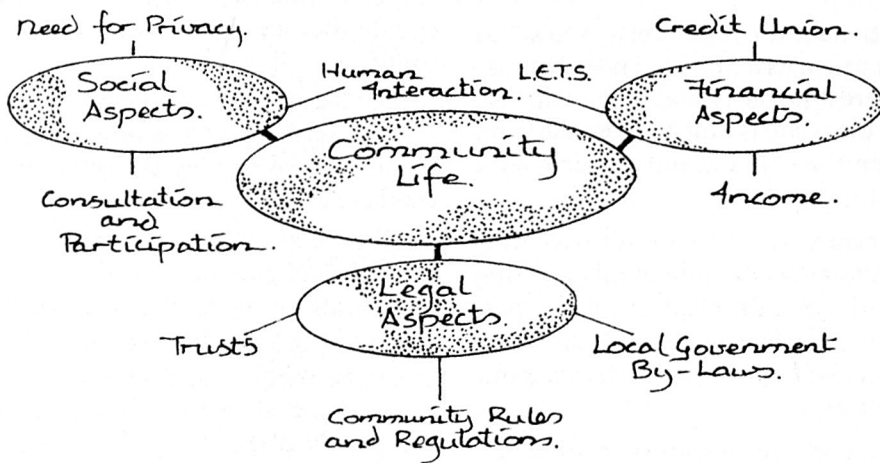 Need for Privacy.
Social
Aspects.
Human
Interaction.
Consultation
and
Participation.
L.E.T.S.
Credit Union.
Financial
Aspects.
Income.
Community
Life.
Legal
Aspects.
Trusts
Local Government
By-Laws.
Community Rules
and Regulations.